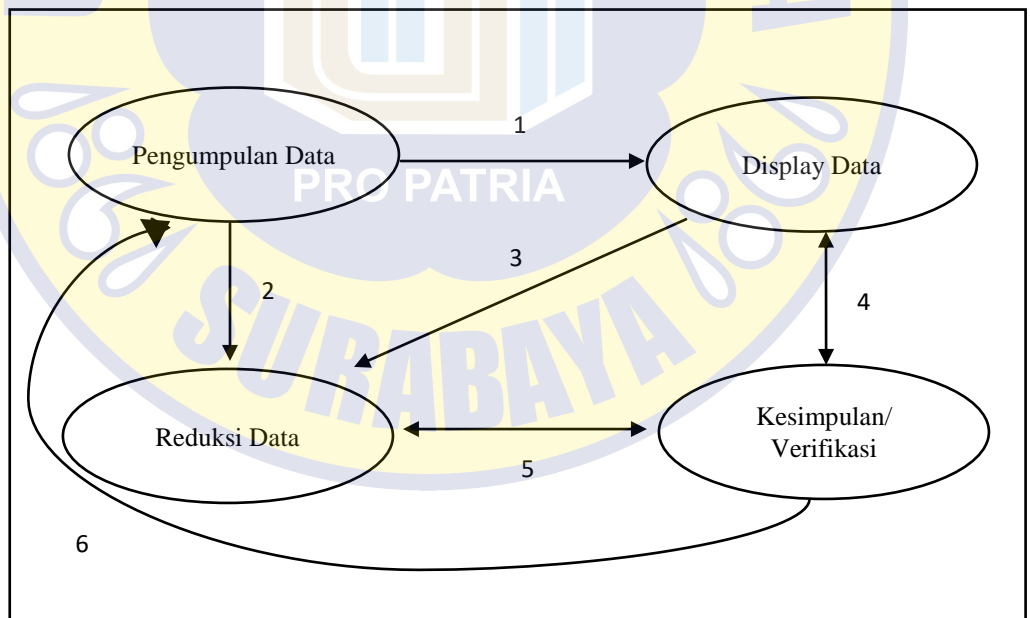 1
Pengumpulan Data
Display Data
PRO PATRIA
3
2
4
SURABAYA
Kesimpulan/
Verifikasi
Reduksi Data
5
6